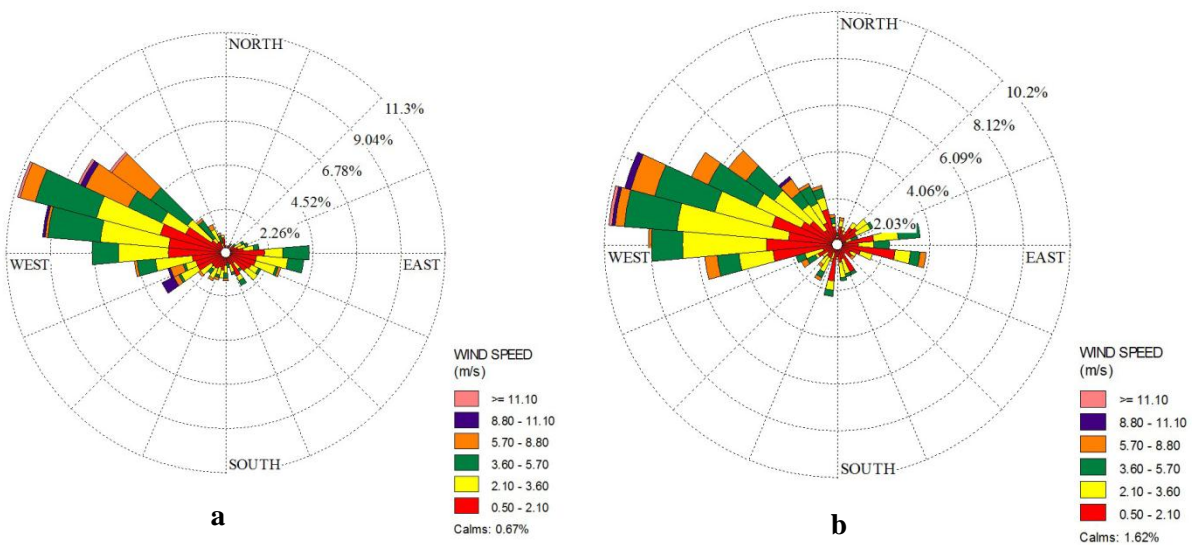 NORTH
11.3%
9.04%
6.78%
4.52%
2.26%
WEST
EAST
SOUTH
WIND SPEED
(m/s)
>= 11.10
8.80 - 11.10
5.70 - 8.80
3.60 - 5.70
2.10 - 3.60
0.50 - 2.10
Calms: 0.67%
a
NORTH
10.2%
8.12%
6.09%
4.06%
2.03%
WEST
EAST
SOUTH
WIND SPEED
(m/s)
>= 11.10
8.80 - 11.10
5.70 - 8.80
3.60 - 5.70
2.10 - 3.60
0.50 - 2.10
Calms: 1.62%
b